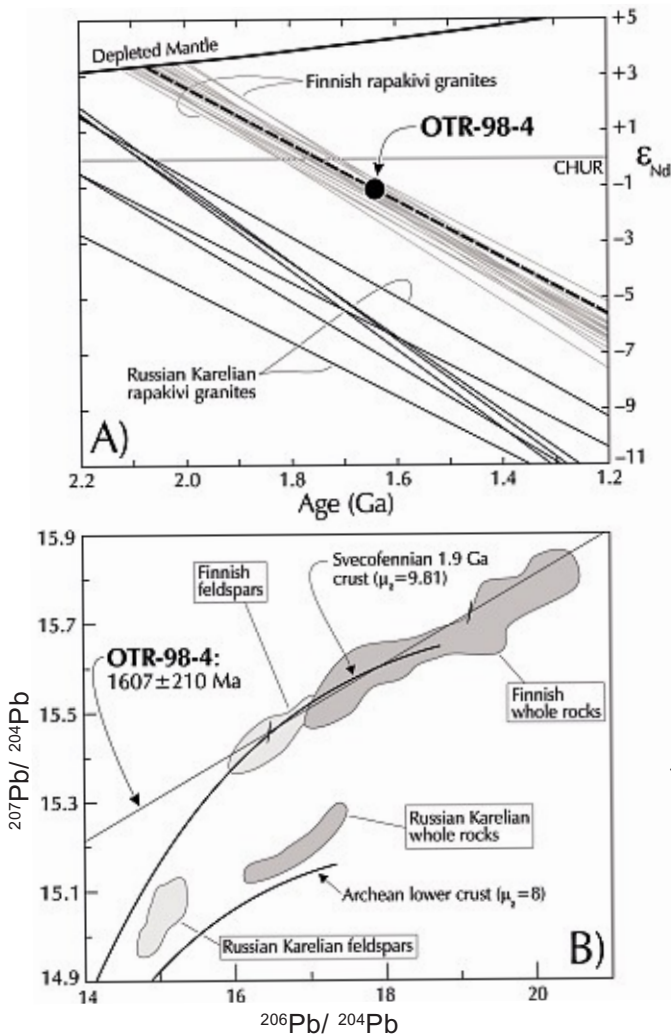 +5
Depleted Mantle
+3
Finnish rapakivi granites
+1
OTR-98-4
εNd
CHUR
−1
−3
−5
−7
Russian Karelian
rapakivi granites
−9
A)
−11
2.2 2.0 1.8 1.6 1.4 1.2
Age (Ga)
15.9
Finnish
feldspars
Svecofennian 1.9 Ga
crust (μ₂=9.81)
15.7
OTR-98-4:
1607±210 Ma
Finnish
whole rocks
15.5
207Pb/ 204Pb
15.3
Russian Karelian
whole rocks
15.1
Archean lower crust (μ₂=8)
Russian Karelian feldspars
B)
14.9
14 16 18 20
206Pb/ 204Pb